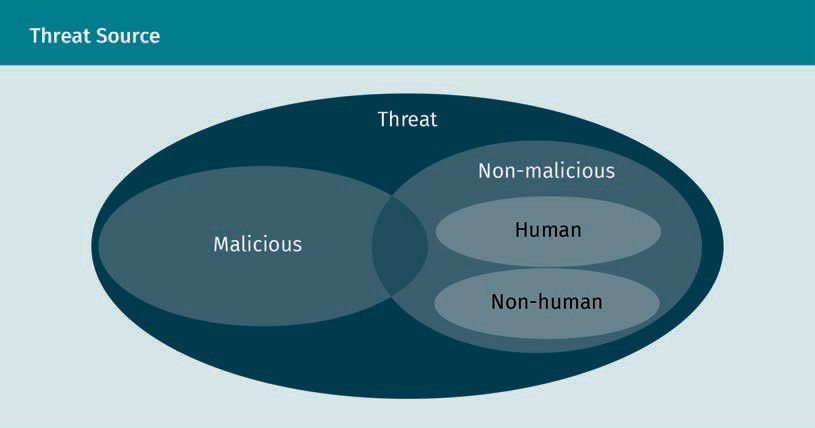 Threat Source
Threat
Non-malicious
Human
Malicious
Non-human